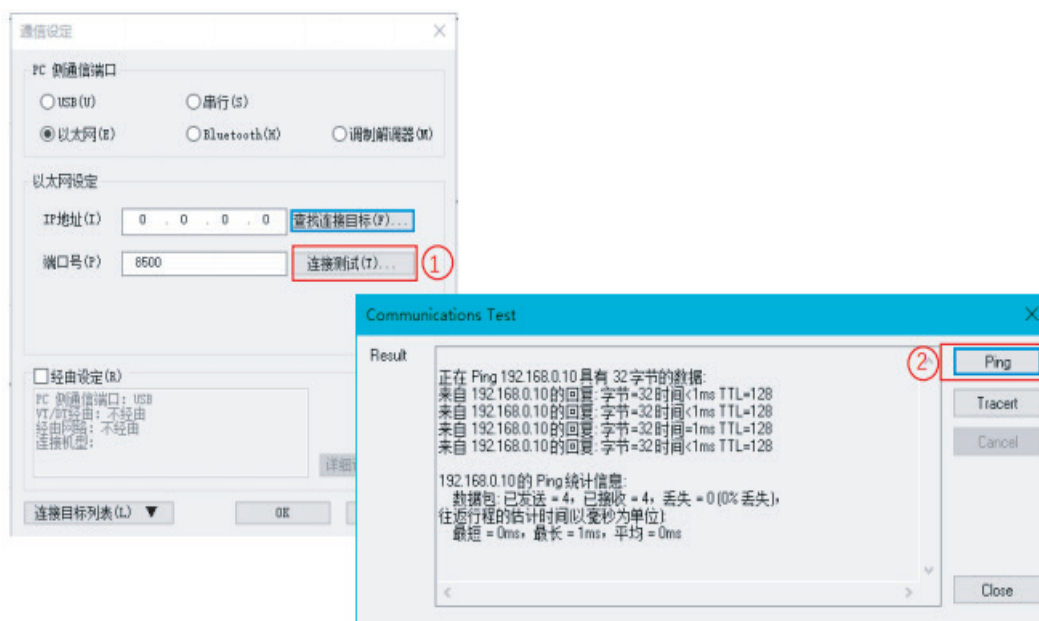 通信设定
PC 侧通信端口
USB(U)
串行(S)
以太网(E)
Bluetooth(H)
调制解调器(M)
以太网设定
IP地址(I)
0 . 0 . 0 . 0
查找连接目标(F)...
端口号(P)
8500
连接测试(T)...
1
经由设定(R)
PC 侧通信端口: USB
VT/DT经由: 不经由
经由网路: 不经由
连接机型:
详细
连接目标列表(L) ▼
OK
Communications Test
Result
正在 Ping 192.168.0.10 具有 32 字节的数据:
来自 192.168.0.10 的回复: 字节=32 时间<1ms TTL=128
来自 192.168.0.10 的回复: 字节=32 时间<1ms TTL=128
来自 192.168.0.10 的回复: 字节=32 时间=1ms TTL=128
来自 192.168.0.10 的回复: 字节=32 时间<1ms TTL=128
192.168.0.10 的 Ping 统计信息:
数据包: 已发送 = 4，已接收 = 4，丢失 = 0 (0% 丢失)，
往返行程的估计时间(以毫秒为单位):
最短 = 0ms，最长 = 1ms，平均 = 0ms
2
Ping
Tracert
Cancel
Close